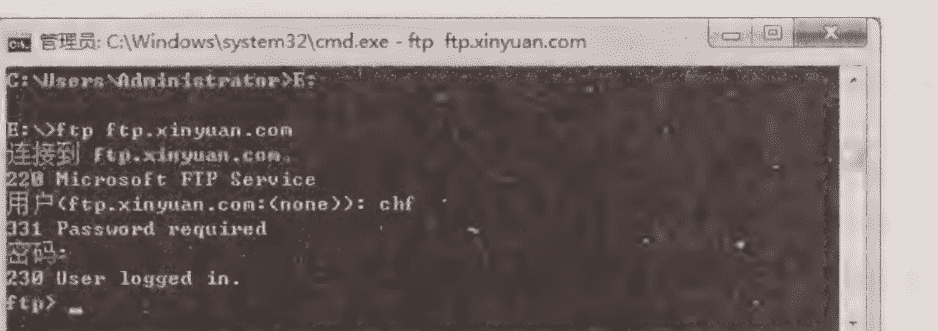 管理员: C:\Windows\system32\cmd.exe - ftp ftp.xinyuan.com
C:\Users\Administrator>E:
E:\>ftp ftp.xinyuan.com
连接到 ftp.xinyuan.com。
220 Microsoft FTP Service
用户(ftp.xinyuan.com:(none)): chf
331 Password required
密码:
230 User logged in.
ftp>